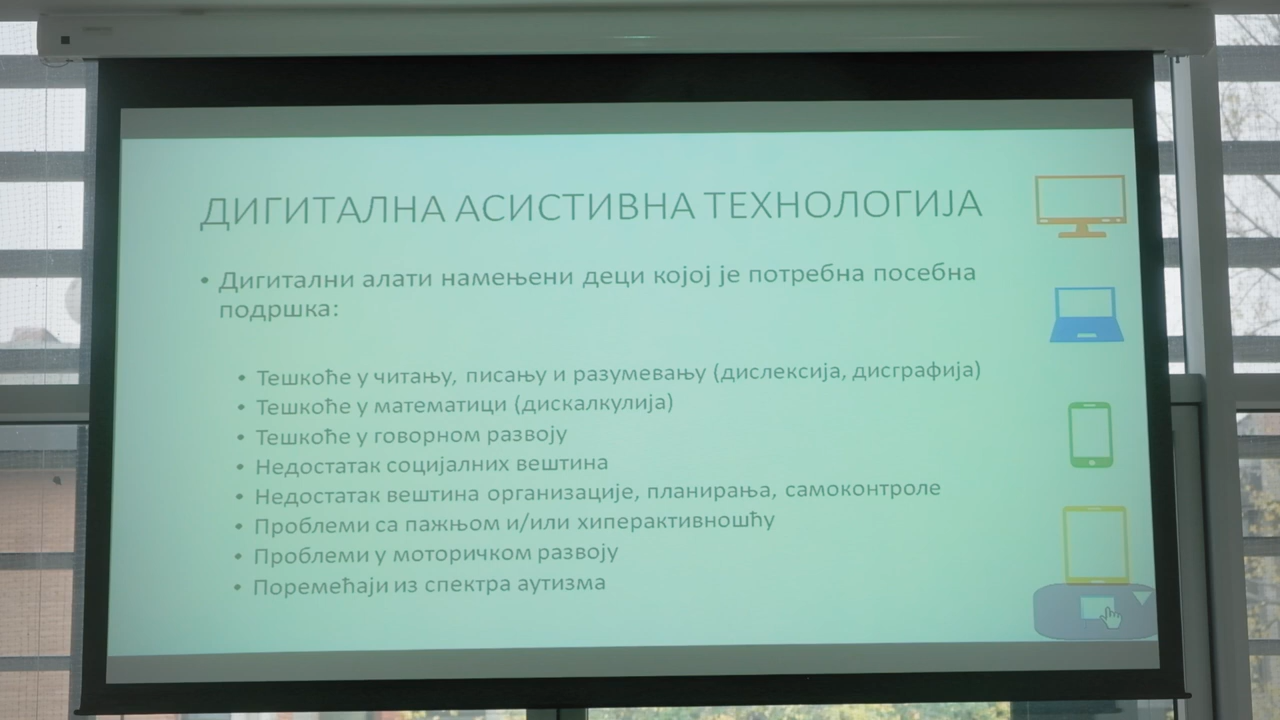 ДИГИТАЛНА АСИСТИВНА ТЕХНОЛОГИЈА
• Дигитални алати намењени деци којој је потребна посебна
подршка:
• Тешкоће у читању, писању и разумевању (дислексија, дисграфија)
• Тешкоће у математици (дискалкулија)
• Тешкоће у говорном развоју
• Недостатак социјалних вештина
• Недостатак вештина организације, планирања, самоконтроле
• Проблеми са пажњом и/или хиперактивношћу
• Проблеми у моторичком развоју
• Поремећаји из спектра аутизма